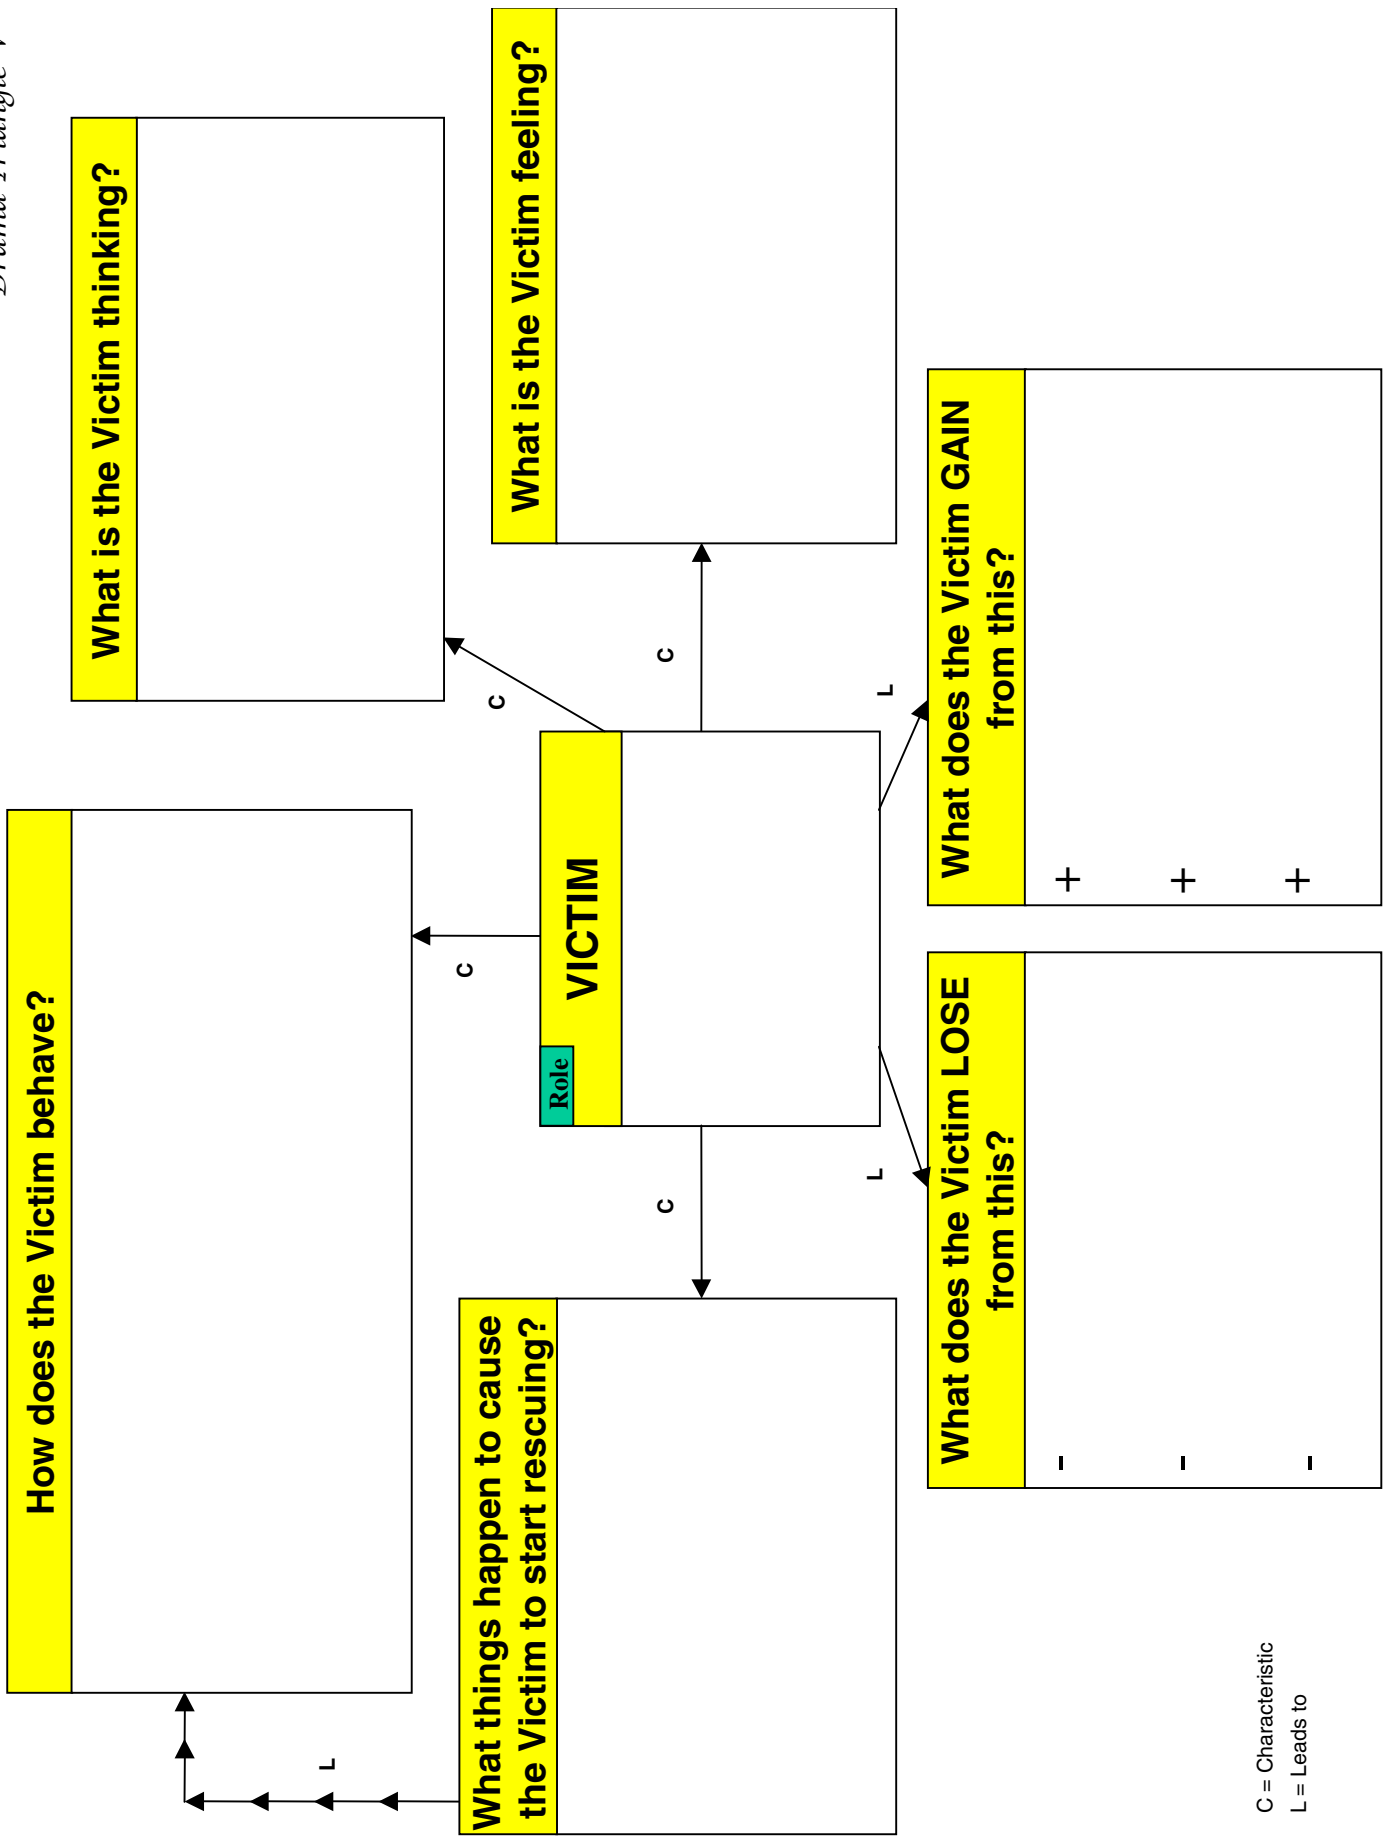 Drama Triangle
How does the Victim behave?
What is the Victim thinking?
L
C
C
What things happen to cause
the Victim to start rescuing?
C
Role
VICTIM
C
What is the Victim feeling?
L
L
What does the Victim LOSE
from this?
-
-
-
What does the Victim GAIN
from this?
+
+
+
C = Characteristic
L = Leads to